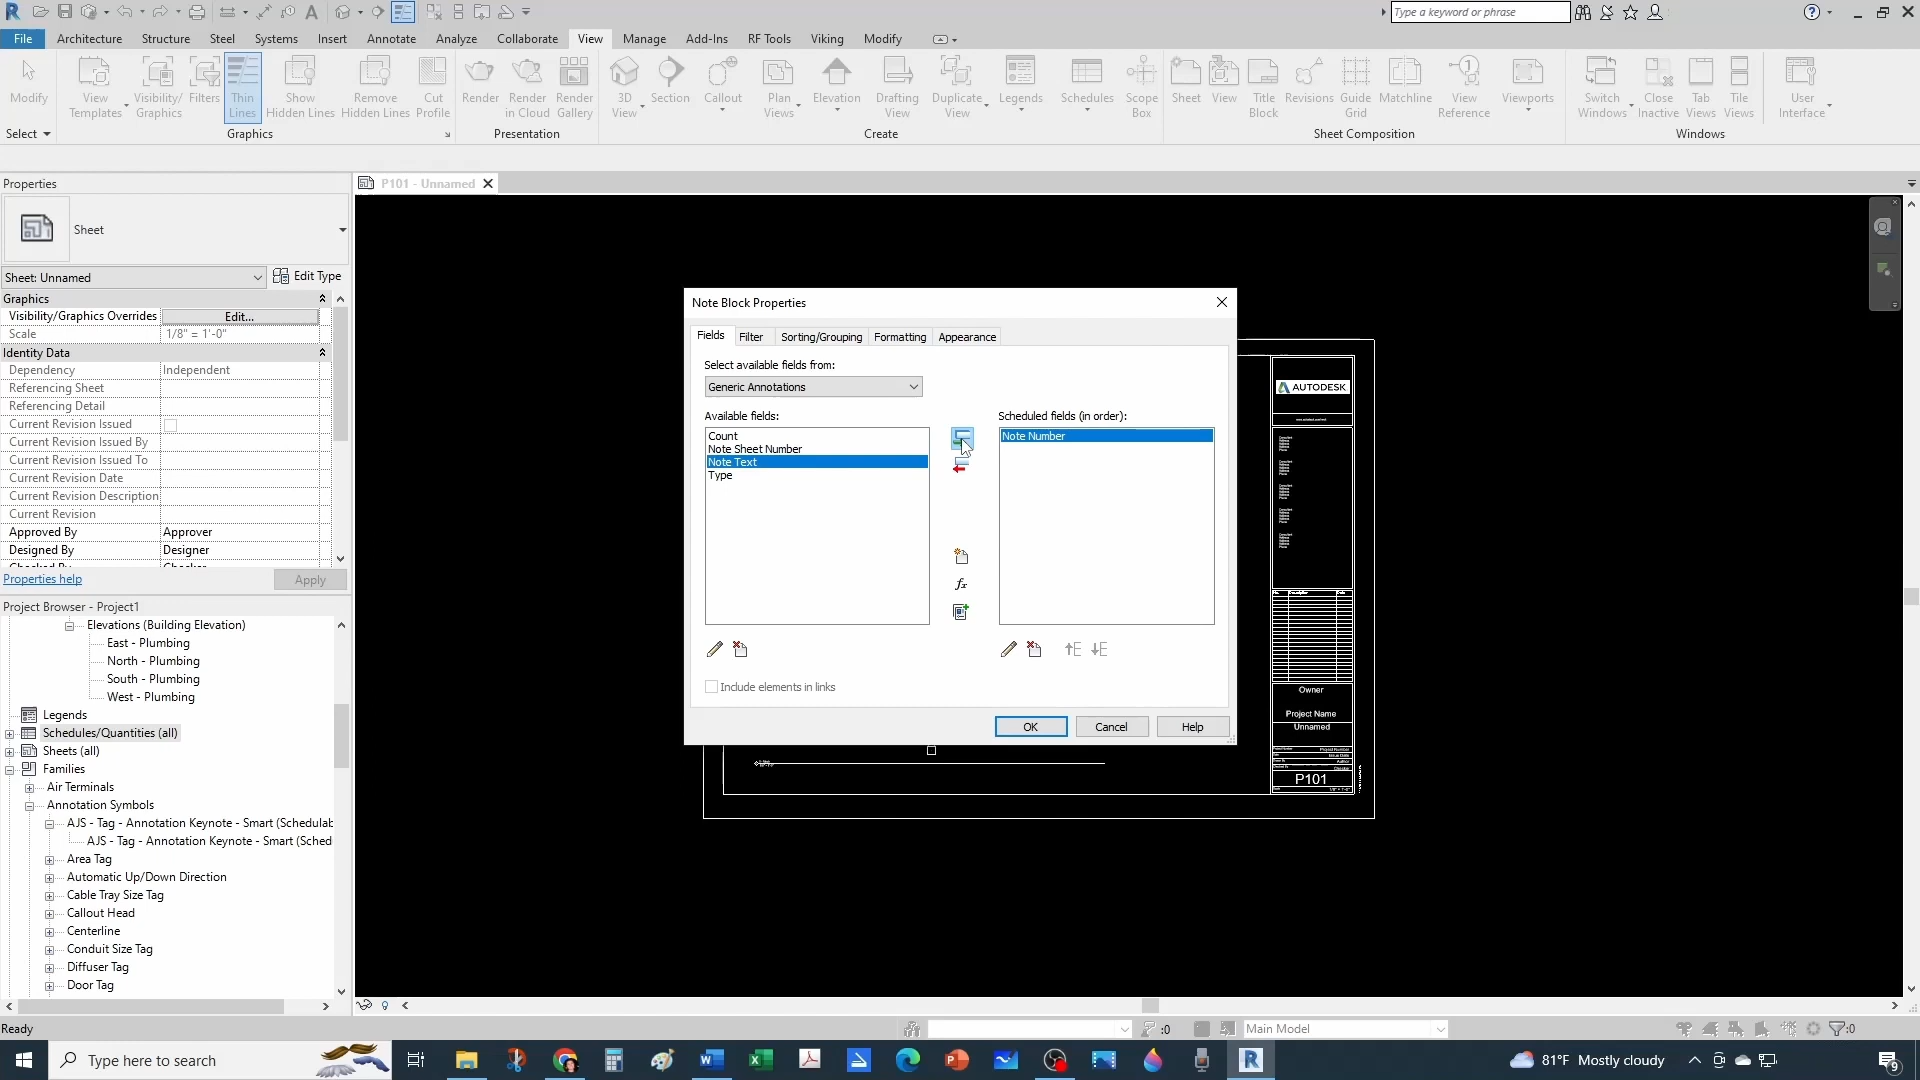 Type a keyword or phrase
File Architecture Structure Steel Systems Insert Annotate Analyze Collaborate View Manage Add-Ins RF Tools Viking Modify
Modify
View Templates
Visibility/ Graphics
Filters
Thin Lines
Show Hidden Lines
Remove Hidden Lines
Cut Profile
Render
Render in Cloud
Render Gallery
3D View
Section
Callout
Plan Views
Elevation
Drafting View
Duplicate View
Legends
Schedules
Scope Box
Sheet
View
Title Block
Revisions
Guide Grid
Matchline
View Reference
Viewports
Switch Windows
Close Inactive
Tab Views
Tile Views
User Interface
Select Graphics Presentation Create Sheet Composition Windows
Properties
P101 - Unnamed
Sheet
Sheet: Unnamed
Edit Type
Graphics
Visibility/Graphics Overrides Edit...
Scale 1/8" = 1'-0"
Identity Data
Dependency Independent
Referencing Sheet
Referencing Detail
Current Revision Issued
Current Revision Issued By
Current Revision Issued To
Current Revision Date
Current Revision Description
Current Revision
Approved By Approver
Designed By Designer
Properties help
Apply
Project Browser - Project1
Elevations (Building Elevation)
East - Plumbing
North - Plumbing
South - Plumbing
West - Plumbing
Legends
Schedules/Quantities (all)
Sheets (all)
Families
Air Terminals
Annotation Symbols
AJS - Tag - Annotation Keynote - Smart (Schedulab
AJS - Tag - Annotation Keynote - Smart (Sched
Area Tag
Automatic Up/Down Direction
Cable Tray Size Tag
Callout Head
Centerline
Conduit Size Tag
Diffuser Tag
Door Tag
Note Block Properties
Fields Filter Sorting/Grouping Formatting Appearance
Select available fields from:
Generic Annotations
Available fields:
Count
Note Sheet Number
Note Text
Type
Scheduled fields (in order):
Note Number
fx
Include elements in links
OK Cancel Help
AUTODESK
Owner
Project Name
Unnamed
P101
Ready
:0
Main Model
:0
Type here to search
81°F Mostly cloudy
9